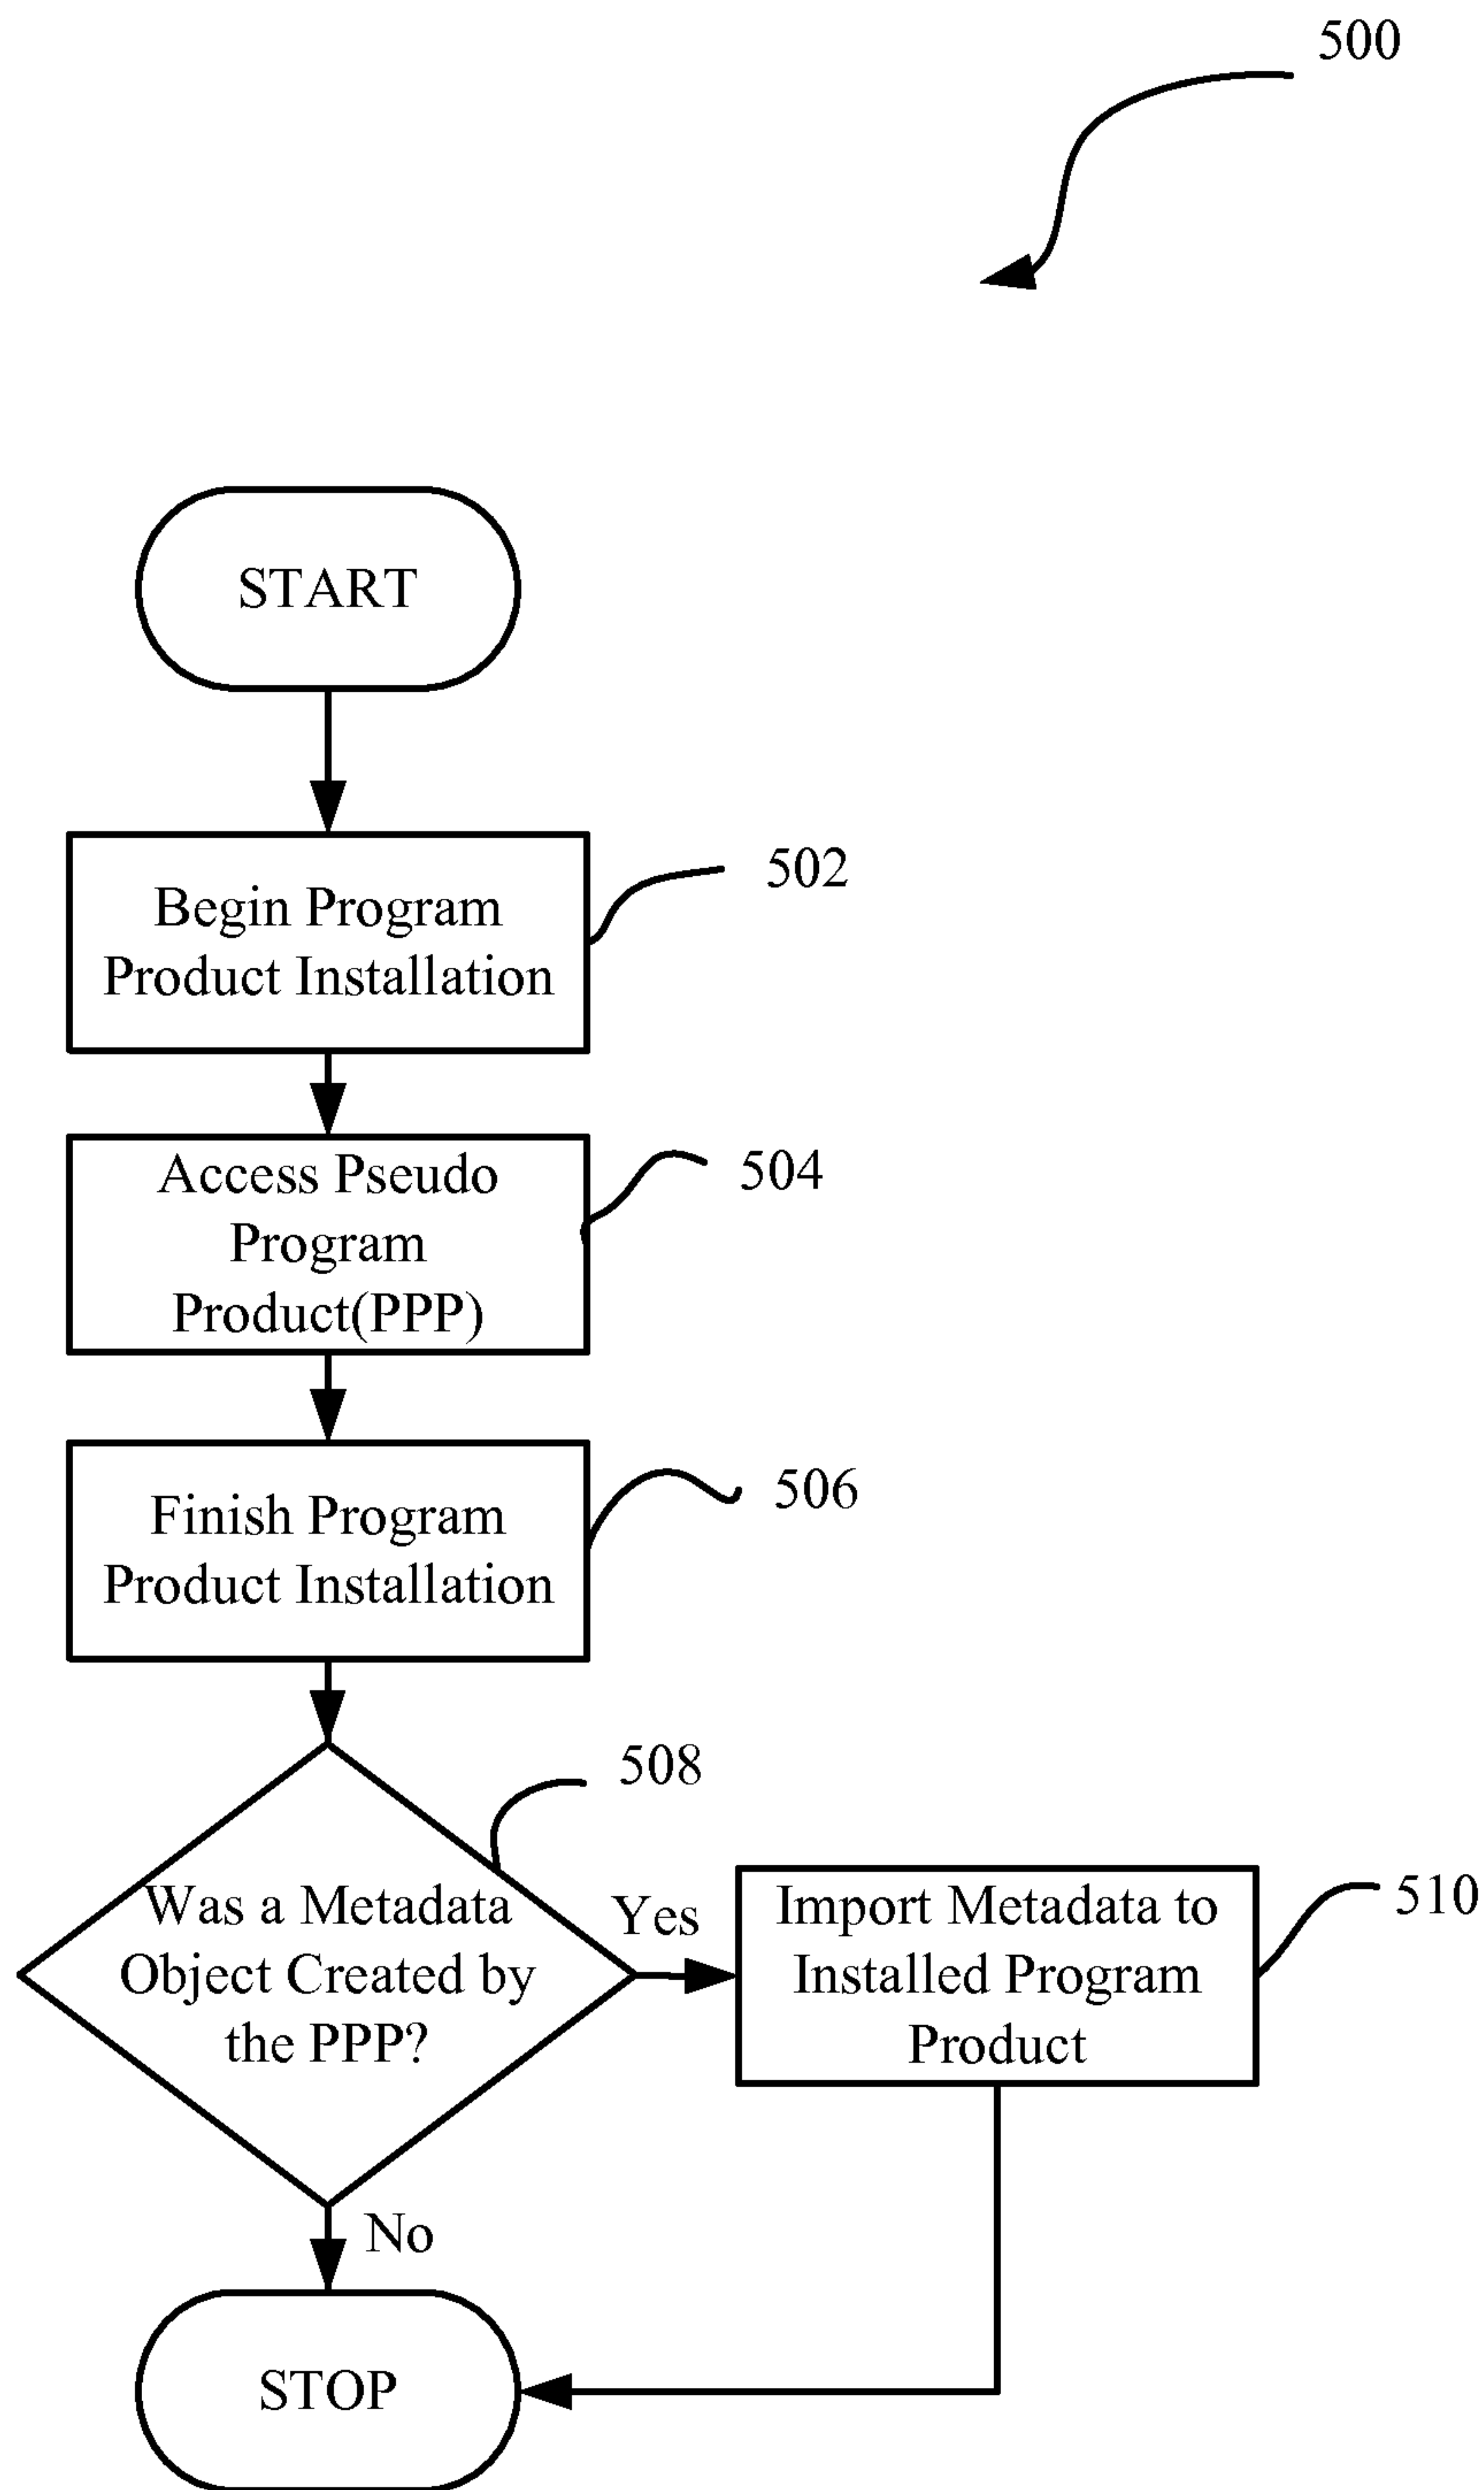 500
START
Begin Program
Product Installation
502
Access Pseudo
Program
Product(PPP)
504
Finish Program
Product Installation
506
508
Was a Metadata
Object Created by
the PPP?
Yes
Import Metadata to
Installed Program
Product
510
No
STOP